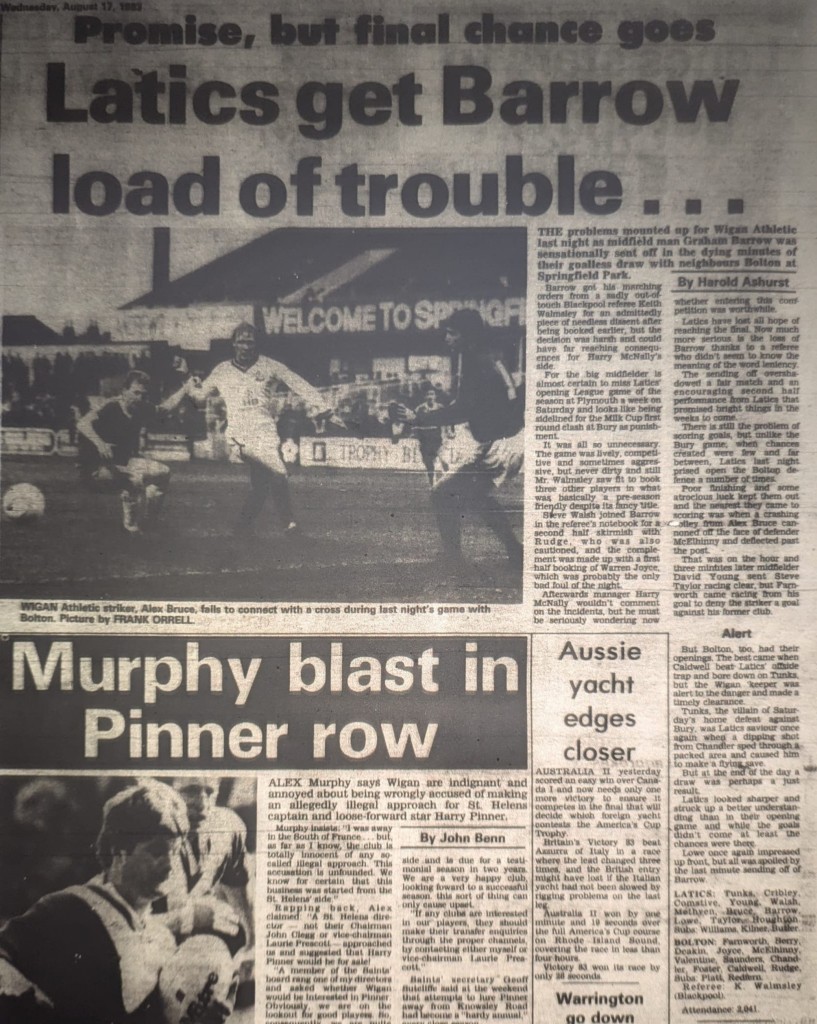 Wednesday, August 17, 1983
Promise, but final chance goes
Latics get Barrow
load of trouble . . .
WELCOME TO SPRINGF
TROPHY
WIGAN Athletic striker, Alex Bruce, fails to connect with a cross during last night's game with
Bolton. Picture by FRANK ORRELL.
THE problems mounted up for Wigan Athletic
last night as midfield man Graham Barrow was
sensationally sent off in the dying minutes of
their goalless draw with neighbours Bolton at
Springfield Park.
By Harold Ashurst
Barrow got his marching
orders from a sadly out-of-
touch Blackpool referee Keith
Walmsley for an admittedly
piece of needless dissent after
being booked earlier, but the
decision was harsh and could
have far reaching consequ-
ences for Harry McNally's
side.
For the big midfielder is
almost certain to miss Latics'
opening League game of the
season at Plymouth a week on
Saturday and looks like being
sidelined for the Milk Cup first
round clash at Bury as punish-
ment.
It was all so unnecessary.
The game was lively, competi-
tive and sometimes aggres-
sive, but never dirty and still
Mr. Walmsley saw fit to book
three other players in what
was basically a pre-season
friendly despite its fancy title.
Steve Walsh joined Barrow
in the referee's notebook for a
second half skirmish with
Rudge, who was also
cautioned, and the comple-
ment was made up with a first
half booking of Warren Joyce,
which was probably the only
bad foul of the night.
Afterwards manager Harry
McNally wouldn't comment
on the incidents, but he must
be seriously wondering now
whether entering this com-
petition was worthwhile.
Latics have lost all hope of
reaching the final. Now much
more serious is the loss of
Barrow thanks to a referee
who didn't seem to know the
meaning of the word leniency.
The sending off oversha-
dowed a fair match and an
encouraging second half
performance from Latics that
promised bright things in the
weeks to come.
There is still the problem of
scoring goals, but unlike the
Bury game, when chances
created were few and far
between, Latics last night
prised open the Bolton de-
fence a number of times.
Poor finishing and some
atrocious luck kept them out
and the nearest they came to
scoring was when a crashing
volley from Alex Bruce can-
noned off the face of defender
McElhinny and deflected past
the post.
That was on the hour and
three minutes later midfielder
David Young sent Steve
Taylor racing clear, but Farn-
worth came racing from his
goal to deny the striker a goal
against his former club.
Alert
But Bolton, too, had their
openings. The best came when
Caldwell beat Latics' offside
trap and bore down on Tunks,
but the Wigan 'keeper was
alert to the danger and made a
timely clearance.
Tunks, the villain of Satur-
day's home defeat against
Bury, was Latics saviour once
again when a dipping shot
from Chandler sped through a
packed area and caused him
to make a flying save.
But at the end of the day a
draw was perhaps a just
result.
Latics looked sharper and
struck up a better understan-
ding than in their opening
game and while the goals
didn't come at least the
chances were there.
Lowe once again impressed
up front, but all was spoiled by
the last minute sending off of
Barrow.
LATICS: Tunks, Cribley,
Comstive, Young, Walsh,
Methven, Bruce, Barrow,
Lowe, Taylor, Houghton.
Subs: Williams, Kilner, Butler.
BOLTON: Farnworth, Berry,
Deakin, Joyce, McElhinny,
Valentine, Saunders, Chand-
ler, Foster, Caldwell, Rudge,
Subs: Platt, Redfern.
Referee: K. Walmsley
(Blackpool).
Attendance: 2,941.
Murphy blast in
Pinner row
ALEX Murphy says Wigan are indignant and
annoyed about being wrongly accused of making
an allegedly illegal approach for St. Helens
captain and loose-forward star Harry Pinner.
By John Benn
Murphy insists: "I was away
in the South of France . . . but,
as far as I know, the club is
totally innocent of any so-
called illegal approach. This
accusation is unfounded. We
know for certain that this
business was started from the
St. Helens' side."
Rapping back, Alex
claimed: "A St. Helens dire-
ctor — not their Chairman
John Clegg or vice-chairman
Laurie Prescott — approached
us and suggested that Harry
Pinner would be for sale!
"A member of the Saints'
board rang one of my directors
and asked whether Wigan
would be interested in Pinner.
Obviously, we are on the
lookout for good players. So,
side and is due for a testi-
monial season in two years.
We are a very happy club,
looking foward to a successful
season. this sort of thing can
only cause upset.
"If any clubs are interested
in our players, they should
make their transfer enquiries
through the proper channels,
by contacting either myself or
vice-chairman Laurie Pres-
cott."
Saints' secretary Geoff
Sutcliffe said at the weekend
that attempts to lure Pinner
away from Knowsley Road
had become a "hardy annual,"
Aussie
yacht
edges
closer
AUSTRALIA II yesterday
scored an easy win over Cana-
da I and now needs only one
more victory to ensure it
competes in the final that will
decide which foreign yacht
contests the America's Cup
Trophy.
Britain's Victory 83 beat
Azzurra of Italy in a race
where the lead changed three
times, and the British entry
might have lost if the Italian
yacht had not been slowed by
rigging problems on the last
leg.
Australia II won by one
minute and 19 seconds over
the full America's Cup course
on Rhode Island Sound,
covering the race in less than
four hours.
Victory 83 won its race by
only 28 seconds.
Warrington
go down